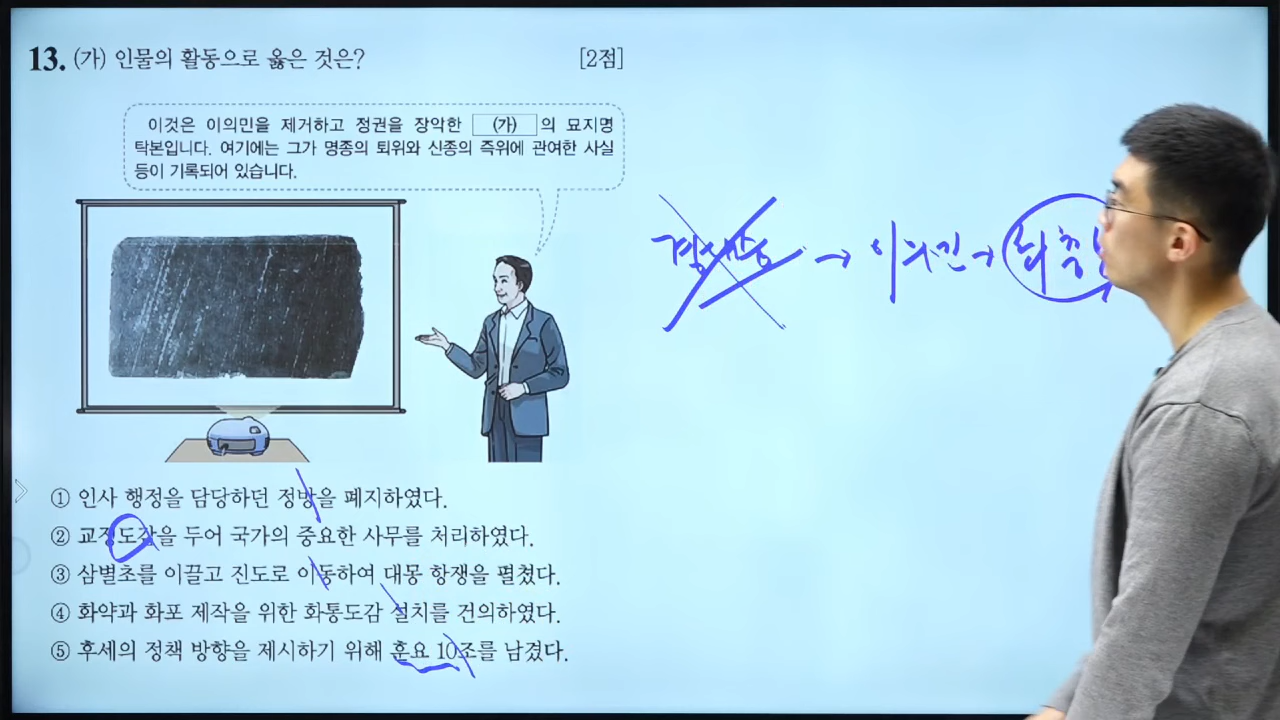 13. (가) 인물의 활동으로 옳은 것은? [2점]
이것은 이의민을 제거하고 정권을 장악한 (가) 의 묘지명
탁본입니다. 여기에는 그가 명종의 퇴위와 신종의 즉위에 관여한 사실
등이 기록되어 있습니다.
→ 이의민 → 최충
① 인사 행정을 담당하던 정방을 폐지하였다.
② 교정도감을 두어 국가의 중요한 사무를 처리하였다.
③ 삼별초를 이끌고 진도로 이동하여 대몽 항쟁을 펼쳤다.
④ 화약과 화포 제작을 위한 화통도감 설치를 건의하였다.
⑤ 후세의 정책 방향을 제시하기 위해 훈요 10조를 남겼다.